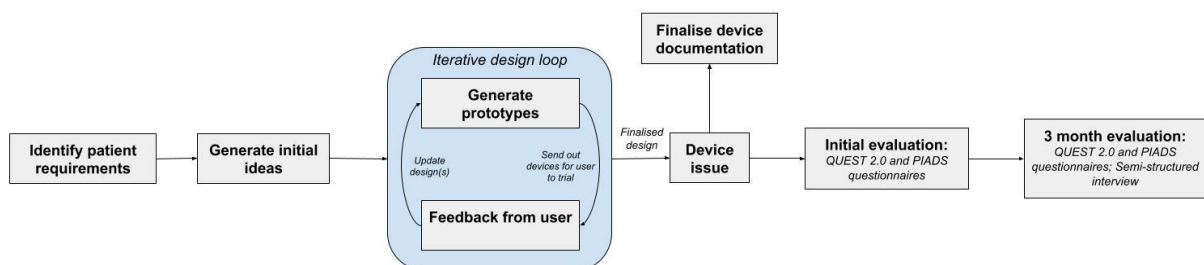 Identify patient
requirements
Generate initial
ideas
Iterative design loop
Generate
prototypes
Update
design(s)
Send out
devices for user
to trial
Feedback from user
Finalised
design
Finalise device
documentation
Device
issue
Initial evaluation:
QUEST 2.0 and PIADS
questionnaires
3 month evaluation:
QUEST 2.0 and PIADS
questionnaires; Semi-structured
interview